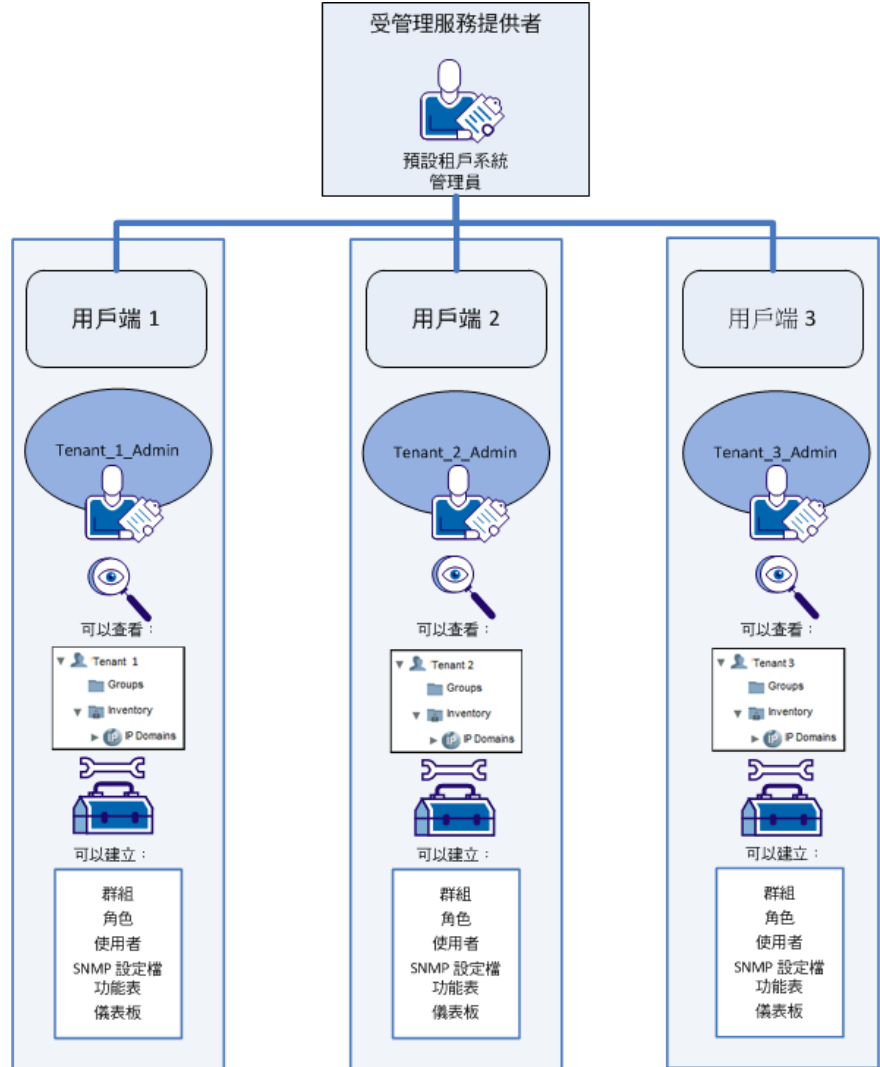 受管理服務提供者
預設租戶系統
管理員
用戶端 1
Tenant_1_Admin
可以查看：
Tenant 1
Groups
Inventory
IP
IP Domains
可以建立：
群組
角色
使用者
SNMP 設定檔
功能表
儀表板
用戶端 2
Tenant_2_Admin
可以查看：
Tenant 2
Groups
Inventory
IP
IP Domains
可以建立：
群組
角色
使用者
SNMP 設定檔
功能表
儀表板
用戶端 3
Tenant_3_Admin
可以查看：
Tenant 3
Groups
Inventory
IP
IP Domains
可以建立：
群組
角色
使用者
SNMP 設定檔
功能表
儀表板